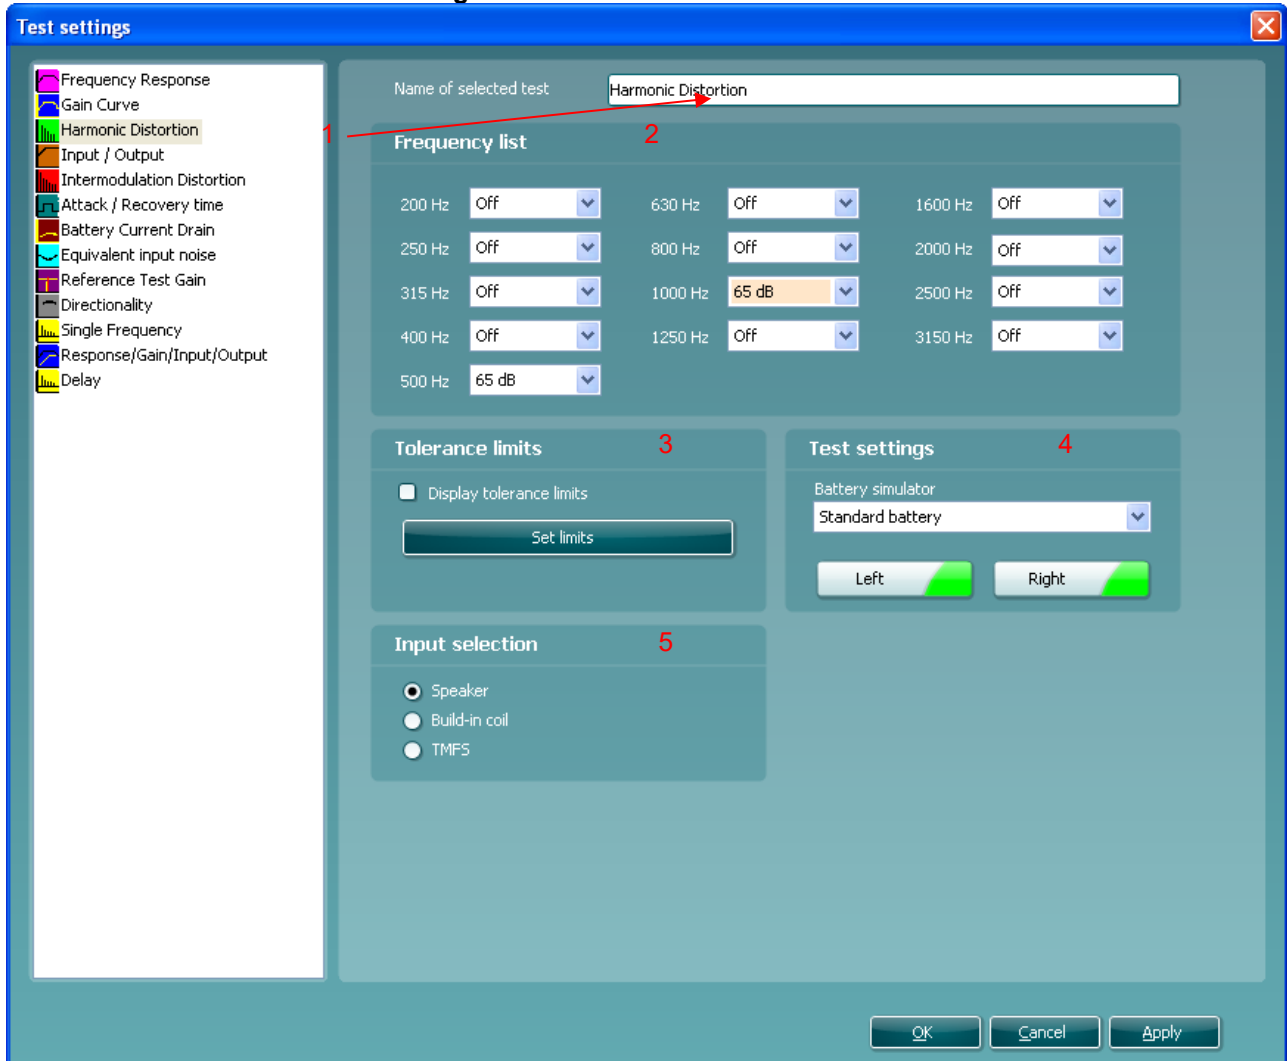 Test settings
Frequency Response
Gain Curve
Harmonic Distortion
Input / Output
Intermodulation Distortion
Attack / Recovery time
Battery Current Drain
Equivalent input noise
Reference Test Gain
Directionality
Single Frequency
Response/Gain/Input/Output
Delay
Name of selected test Harmonic Distortion
1
Frequency list 2
200 Hz Off 630 Hz Off 1600 Hz Off
250 Hz Off 800 Hz Off 2000 Hz Off
315 Hz Off 1000 Hz 65 dB 2500 Hz Off
400 Hz Off 1250 Hz Off 3150 Hz Off
500 Hz 65 dB
Tolerance limits 3
Display tolerance limits
Set limits
Test settings 4
Battery simulator
Standard battery
Left Right
Input selection 5
Speaker
Build-in coil
TMFS
OK Cancel Apply